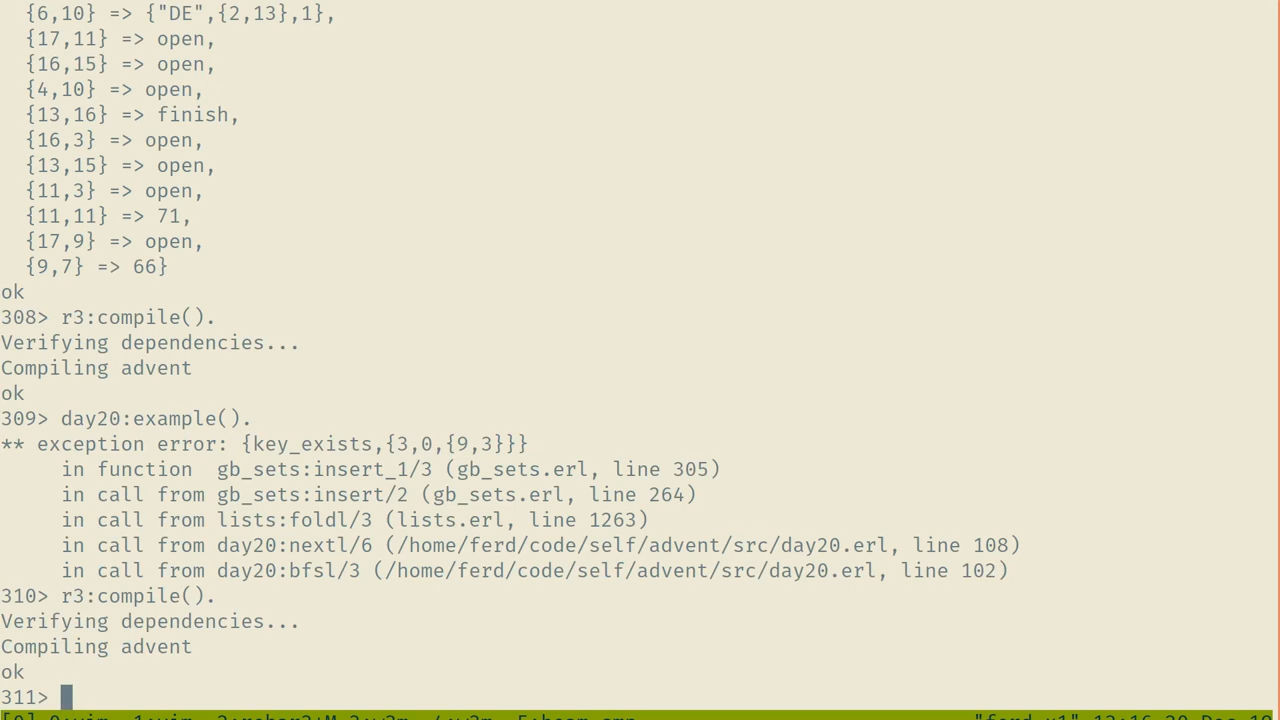 {6,10} => {"DE",{2,13},1},
{17,11} => open,
{16,15} => open,
{4,10} => open,
{13,16} => finish,
{16,3} => open,
{13,15} => open,
{11,3} => open,
{11,11} => 71,
{17,9} => open,
{9,7} => 66}
ok
308> r3:compile().
Verifying dependencies...
Compiling advent
ok
309> day20:example().
** exception error: {key_exists,{3,0,{9,3}}}
in function  gb_sets:insert_1/3 (gb_sets.erl, line 305)
in call from gb_sets:insert/2 (gb_sets.erl, line 264)
in call from lists:foldl/3 (lists.erl, line 1263)
in call from day20:nextl/6 (/home/ferd/code/self/advent/src/day20.erl, line 108)
in call from day20:bfsl/3 (/home/ferd/code/self/advent/src/day20.erl, line 102)
310> r3:compile().
Verifying dependencies...
Compiling advent
ok
311>